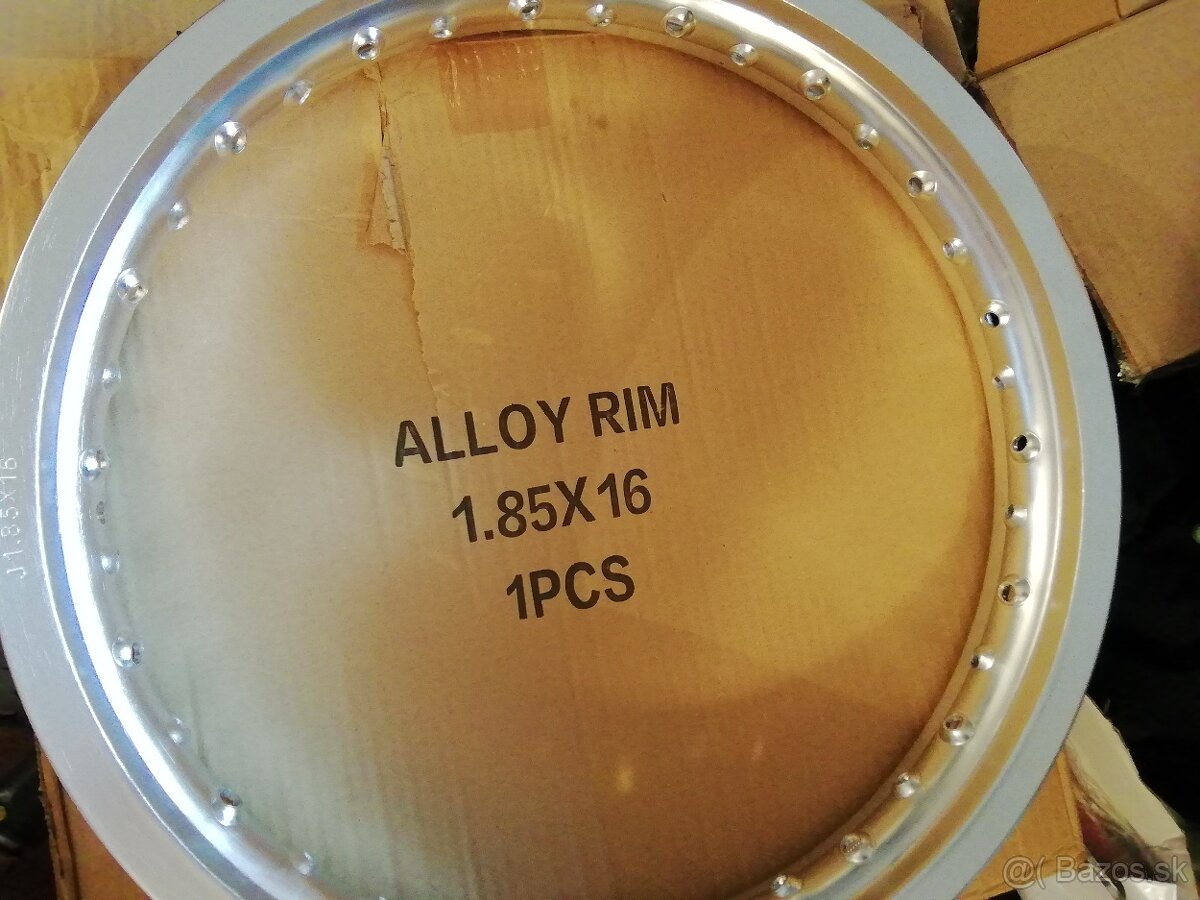 ALLOY RIM
1.85X16
1PCS
J1.85X16
@( Bazos.sk